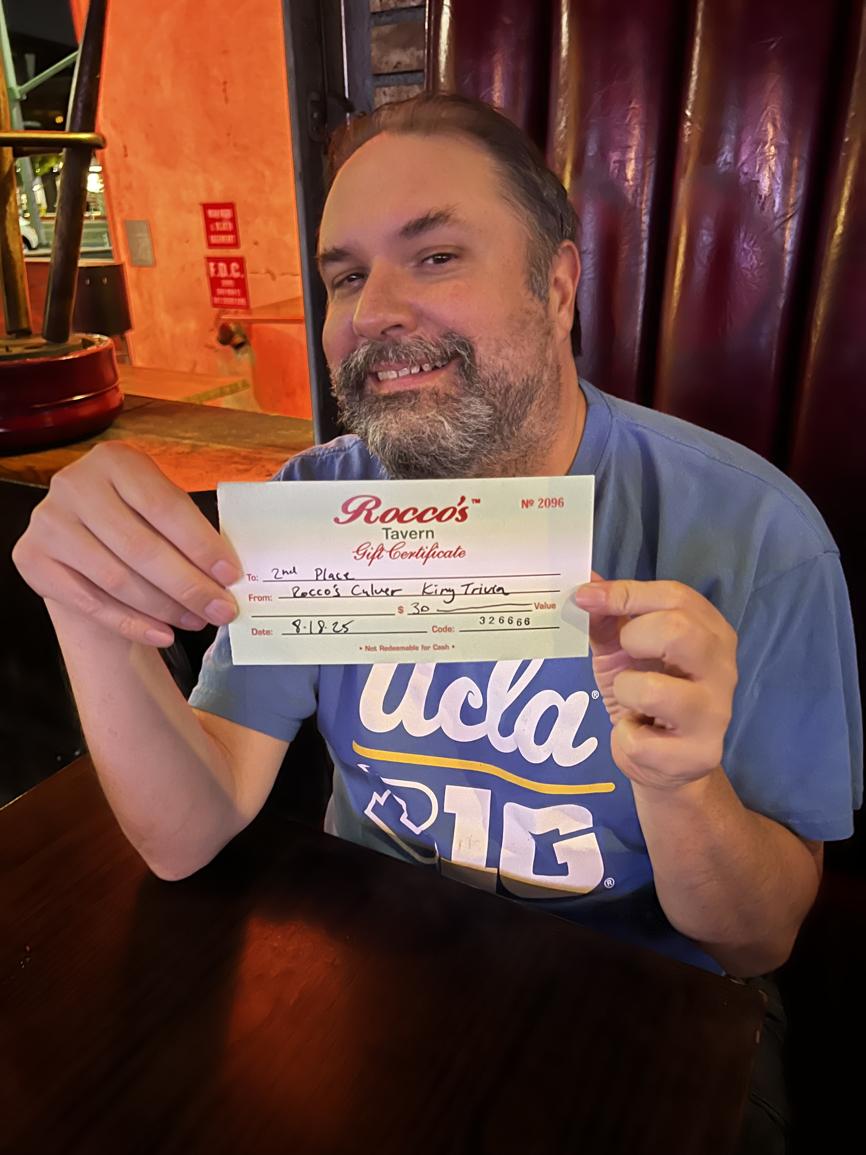 F.D.C.
Rocco's™ Nº 2096
Tavern
Gift Certificate
To: 2nd Place
From: Rocco's Culver King Trivia
$ 30 Value
Date: 8·18·25 Code: 326666
• Not Redeemable for Cash •
Ucla®
B1G®